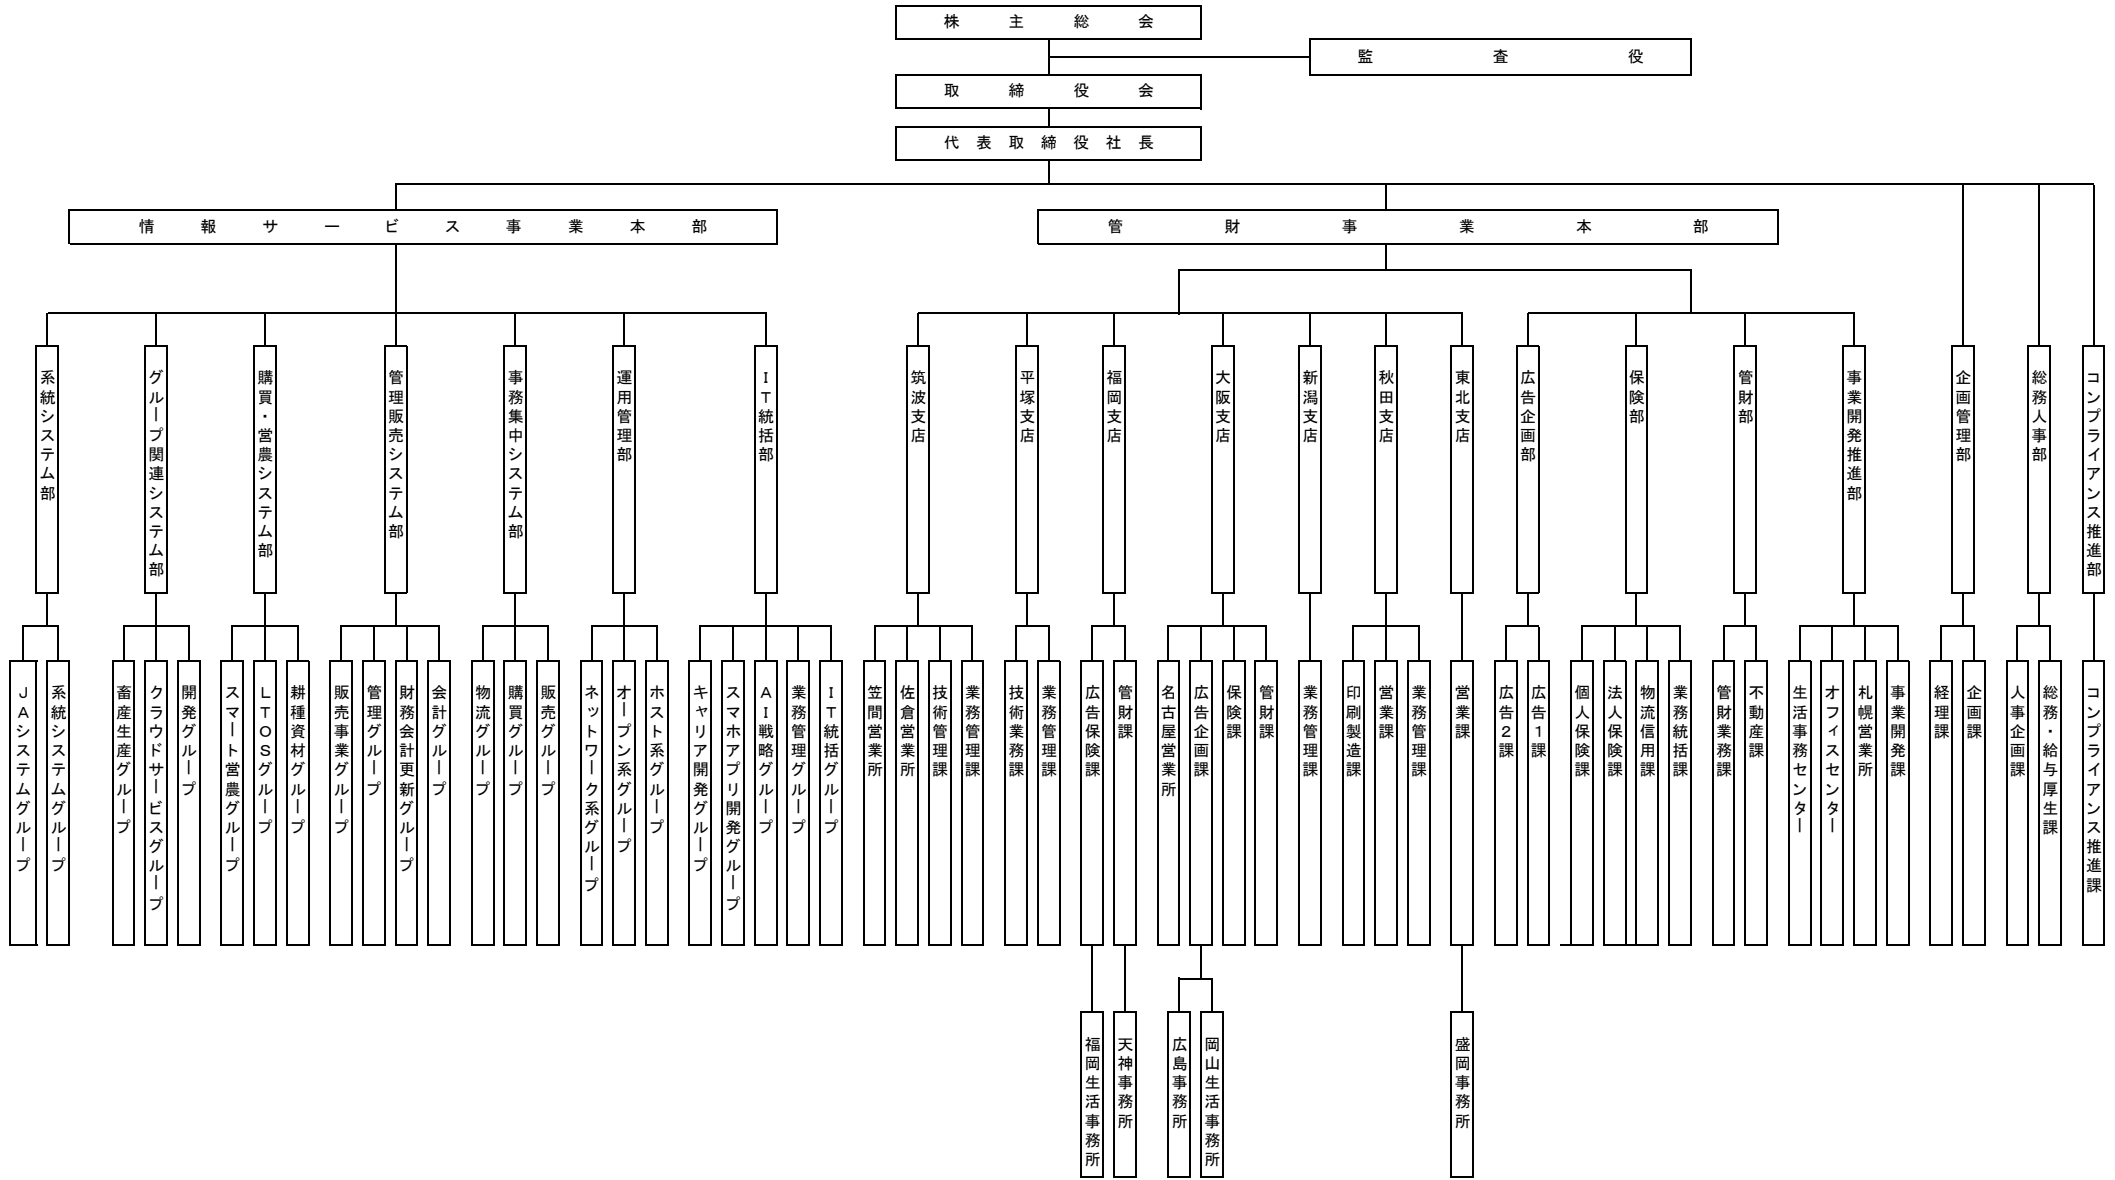 株主総会
監査役
取締役会
代表取締役社長
情報サービス事業本部
管財事業本部
系統システム部
グループ関連システム部
購買・営農システム部
管理販売システム部
事務集中システム部
運用管理部
IT統括部
筑波支店
平塚支店
福岡支店
大阪支店
新潟支店
秋田支店
東北支店
広告企画部
保険部
管財部
事業開発推進部
企画管理部
総務人事部
コンプライアンス推進部
JAシステムグループ
系統システムグループ
畜産生産グループ
クラウドサービスグループ
開発グループ
スマート営農グループ
LTOSグループ
耕種資材グループ
販売事業グループ
管理グループ
財務会計更新グループ
会計グループ
物流グループ
購買グループ
販売グループ
ネットワーク系グループ
オープン系グループ
ホスト系グループ
キャリア開発グループ
スマホアプリ開発グループ
AI戦略グループ
業務管理グループ
IT統括グループ
笠間営業所
佐倉営業所
技術管理課
業務管理課
技術業務課
業務管理課
広告保険課
管財課
名古屋営業所
広告企画課
保険課
管財課
業務管理課
印刷製造課
営業課
業務管理課
営業課
広告2課
広告1課
個人保険課
法人保険課
物流信用課
業務統括課
管財業務課
不動産課
生活事務センター
オフィスセンター
札幌営業所
事業開発課
経理課
企画課
人事企画課
総務・給与厚生課
コンプライアンス推進課
福岡生活事務所
天神事務所
広島事務所
岡山生活事務所
盛岡事務所